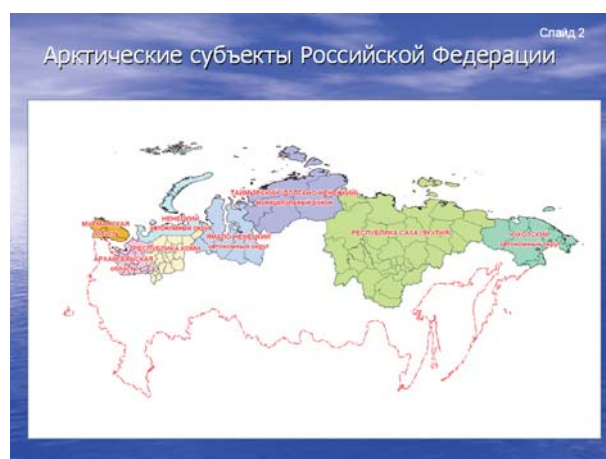 Слайд 2
Арктические субъекты Российской Федерации
ТАЙМЫРСКИЙ (ДОЛГАНО-НЕНЕЦКИЙ)
муниципальный район
НЕНЕЦКИЙ
автономный округ
МУРМАНСКАЯ
область
РЕСПУБЛИКА САХА (ЯКУТИЯ)
ЧУКОТСКИЙ
автономный округ
ЯМАЛО-НЕНЕЦКИЙ
автономный округ
РЕСПУБЛИКА КОМИ
АРХАНГЕЛЬСКАЯ
область